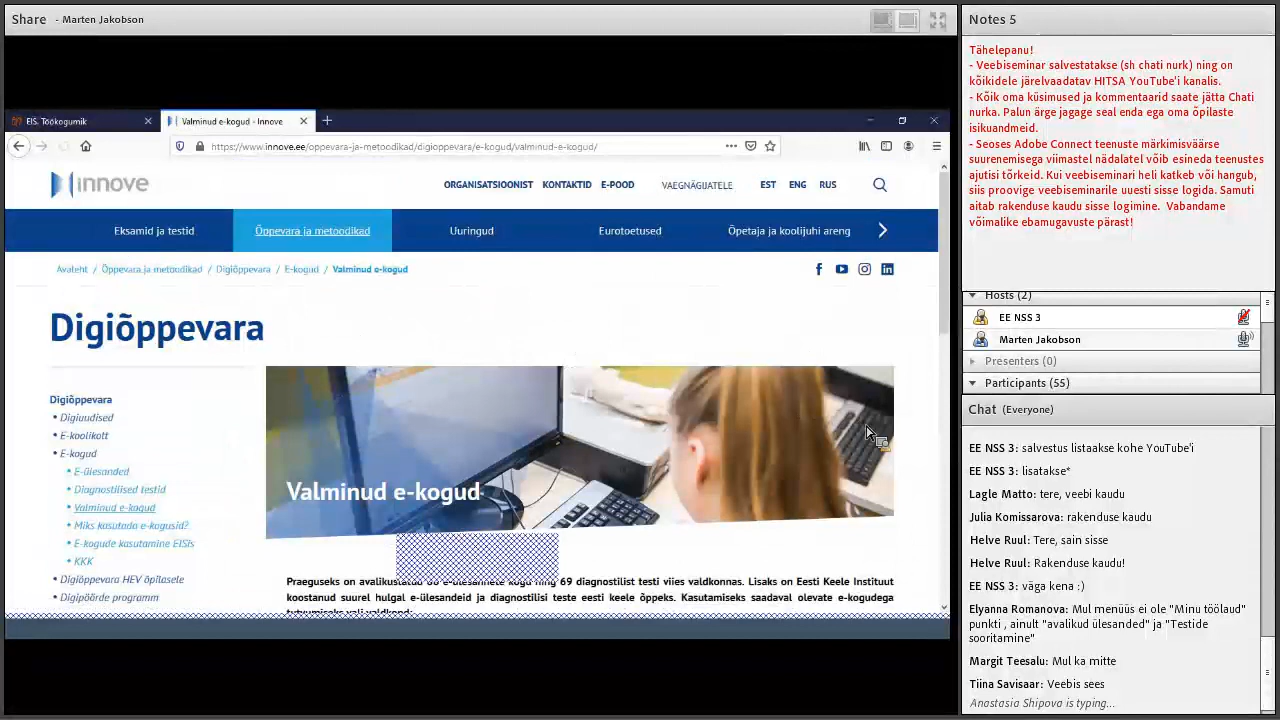 Share - Marten Jakobson
EIS. Töökogumik
Valminud e-kogud - Innove
https://www.innove.ee/oppevara-ja-metoodikad/digioppevara/e-kogud/valminud-e-kogud/
innove
ORGANISATSIOONIST KONTAKTID E-POOD VAEGNÄGIJATELE EST ENG RUS
Eksamid ja testid Õppevara ja metoodikad Uuringud Eurotoetused Õpetaja ja koolijuhi areng
Avaleht / Õppevara ja metoodikad / Digiõppevara / E-kogud / Valminud e-kogud
Digiõppevara
Digiõppevara
• Digiuudised
• E-koolikott
• E-kogud
• E-ülesanded
• Diagnostilised testid
• Valminud e-kogud
• Miks kasutada e-kogusid?
• E-kogude kasutamine EISis
• KKK
• Digiõppevara HEV õpilasele
• Digipöörde programm
Valminud e-kogud
Praeguseks on avalikustatud e-ülesannete kogu ning 69 diagnostilist testi viies valdkonnas. Lisaks on Eesti Keele Instituut
koostanud suurel hulgal e-ülesandeid ja diagnostilisi teste eesti keele õppeks. Kasutamiseks saadaval olevate e-kogudega
tutvumiseks vali valdkond:
Notes 5
Tähelepanu!
- Veebiseminar salvestatakse (sh chati nurk) ning on
kõikidele järelvaadatav HITSA YouTube'i kanalis.
- Kõik oma küsimused ja kommentaarid saate jätta Chati
nurka. Palun ärge jagage seal enda ega oma õpilaste
isikuandmeid.
- Seoses Adobe Connect teenuste märkimisväärse
suurenemisega viimastel nädalatel võib esineda teenustes
ajutisi tõrkeid. Kui veebiseminari heli katkeb või hangub,
siis proovige veebiseminarile uuesti sisse logida. Samuti
aitab rakenduse kaudu sisse logimine. Vabandame
võimalike ebamugavuste pärast!
Hosts (2)
EE NSS 3
Marten Jakobson
Presenters (0)
Participants (55)
Chat (Everyone)
EE NSS 3: salvestus listaakse kohe YouTube'i
EE NSS 3: lisatakse*
Lagle Matto: tere, veebi kaudu
Julia Komissarova: rakenduse kaudu
Helve Ruul: Tere, sain sisse
Helve Ruul: Rakenduse kaudu!
EE NSS 3: väga kena :)
Elyanna Romanova: Mul menüüs ei ole "Minu töölaud"
punkti , ainult "avalikud ülesanded" ja "Testide
sooritamine"
Margit Teesalu: Mul ka mitte
Tiina Savisaar: Veebis sees
Anastasia Shipova is typing...